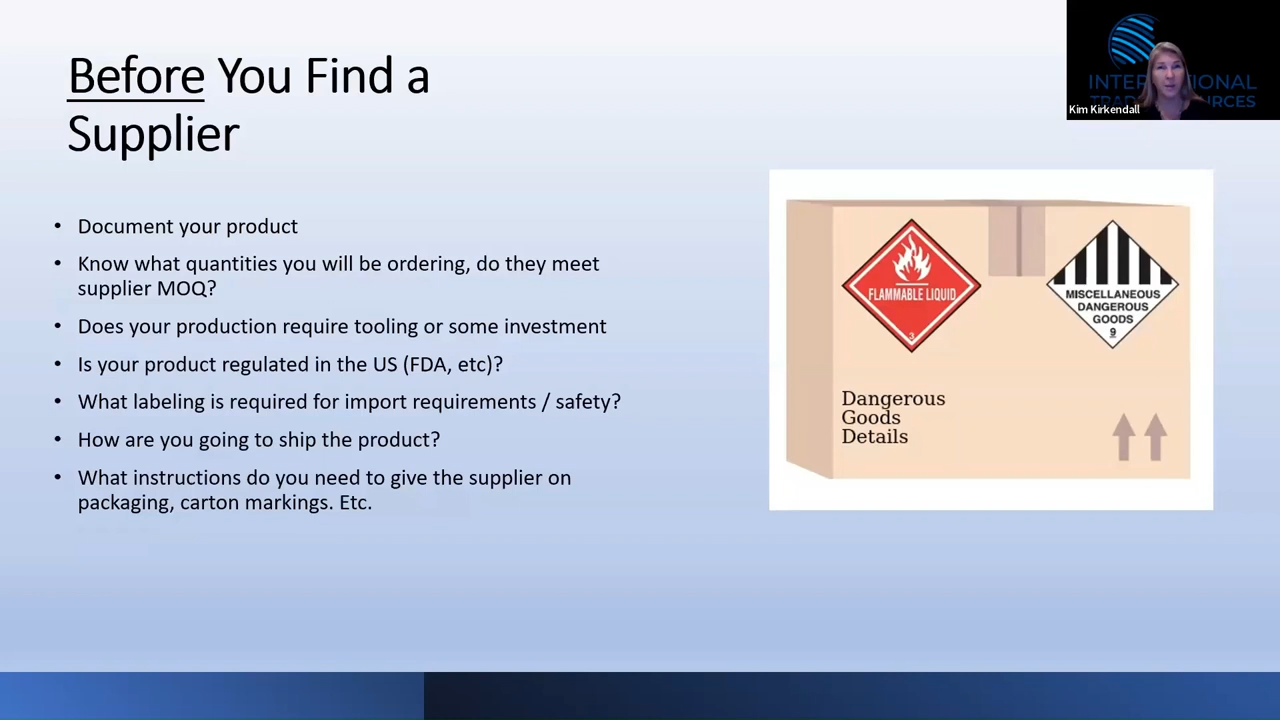 Before You Find a
Supplier
• Document your product
• Know what quantities you will be ordering, do they meet
supplier MOQ?
• Does your production require tooling or some investment
• Is your product regulated in the US (FDA, etc)?
• What labeling is required for import requirements / safety?
• How are you going to ship the product?
• What instructions do you need to give the supplier on
packaging, carton markings. Etc.
FLAMMABLE LIQUID
3
MISCELLANEOUS
DANGEROUS
GOODS
9
Dangerous
Goods
Details
Kim Kirkendall